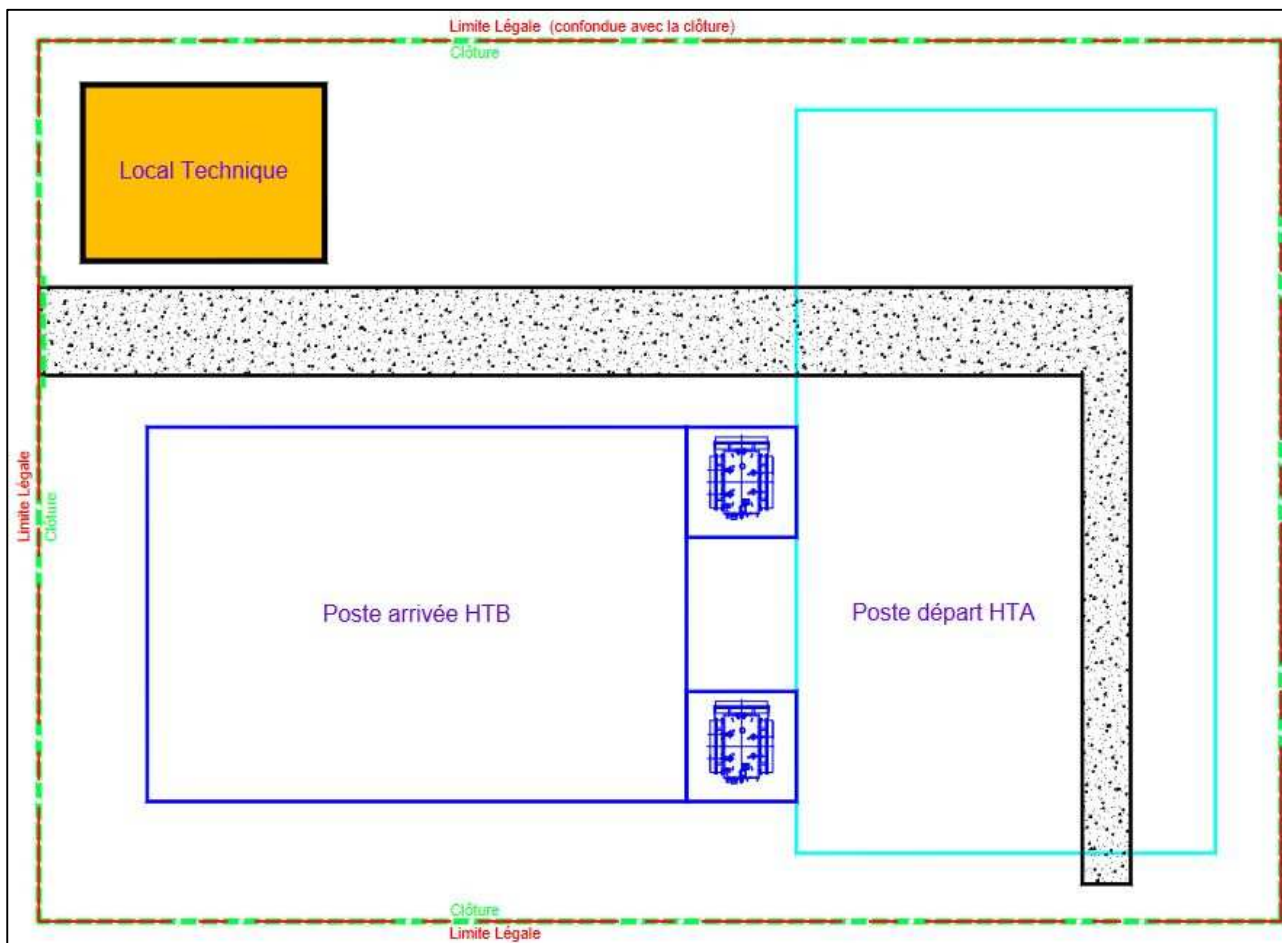 Limite Légale (confondue avec la clôture)
Clôture
Local Technique
Limite Légale
Clôture
Poste arrivée HTB
Poste départ HTA
Clôture
Limite Légale